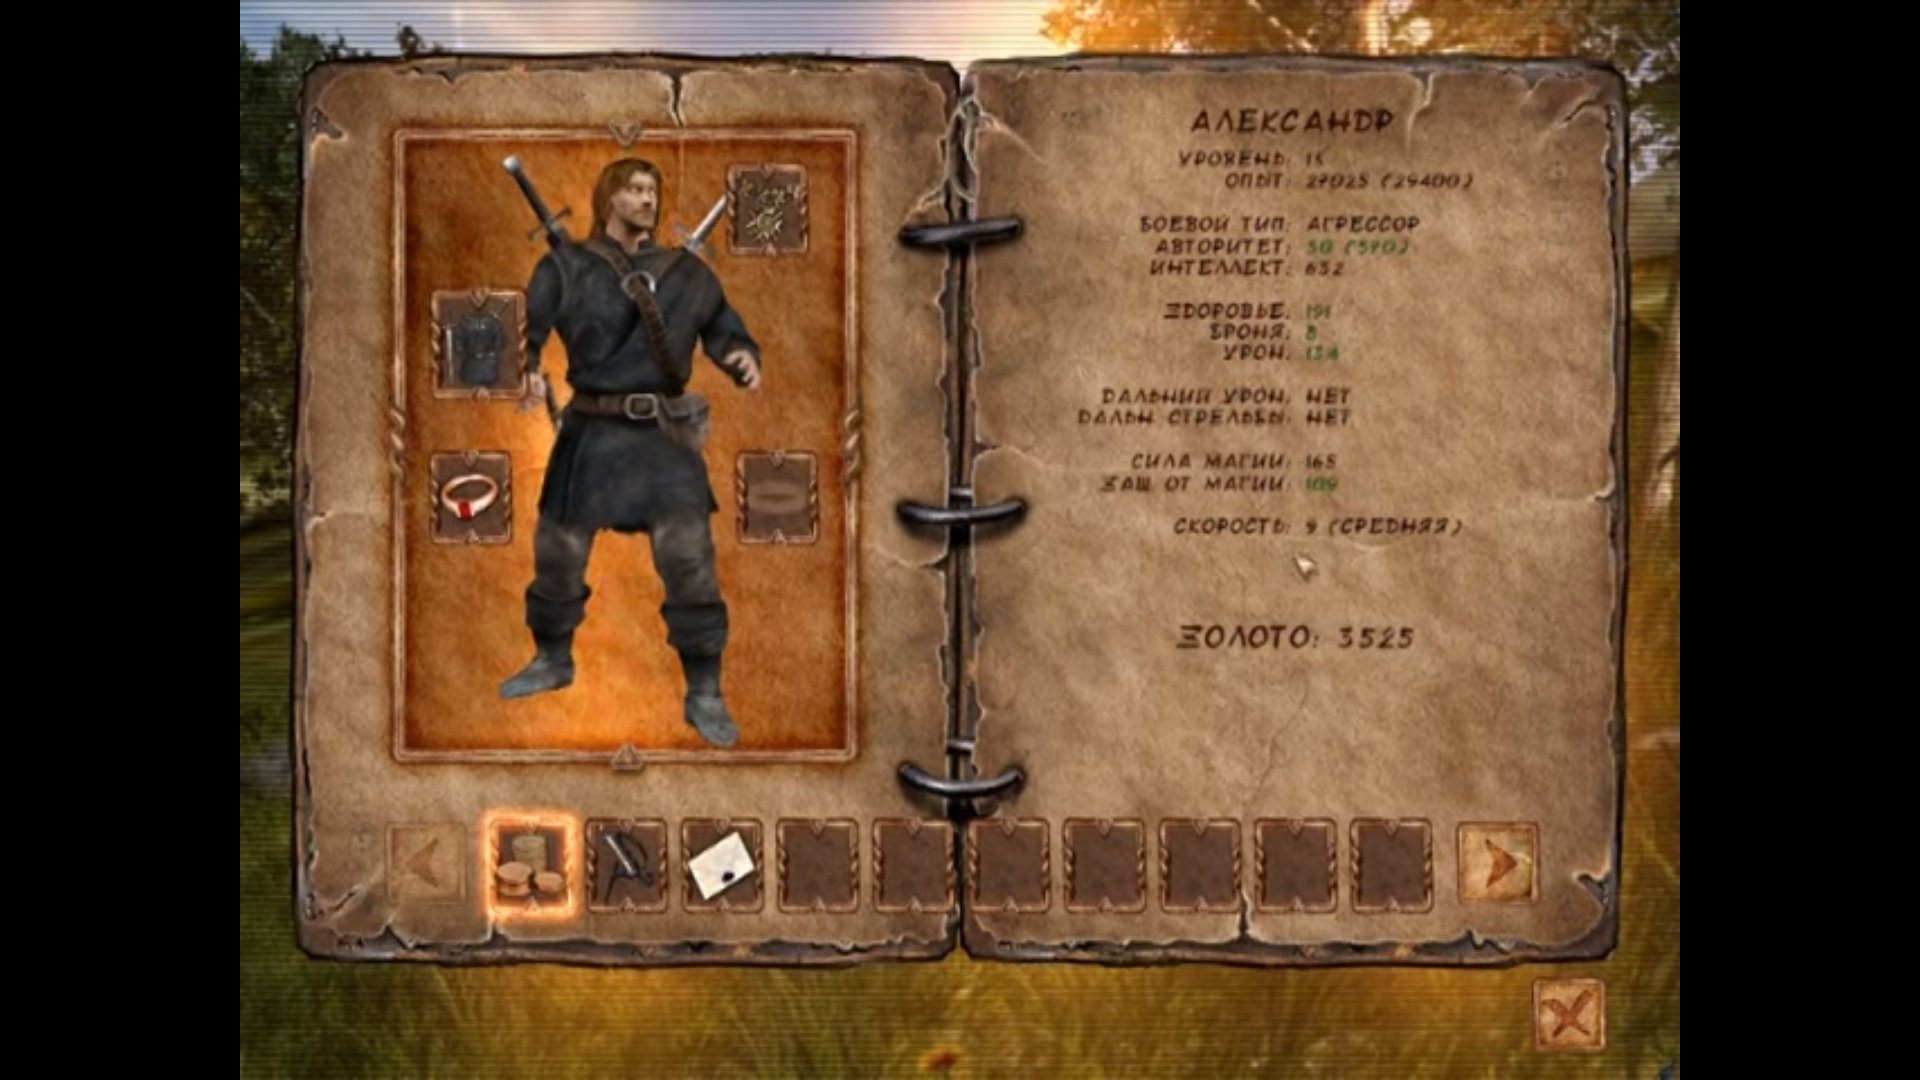 АЛЕКСАНДР
УРОВЕНЬ:
ОПЫТ: 27025 (29400)
БОЕВОЙ ТИП: АГРЕССОР
АВТОРИТЕТ: 50 (590)
ИНТЕЛЛЕКТ: 632
ЗДОРОВЬЕ: 191
БРОНЯ: 8
УРОН: 134
ДАЛЬНИЙ УРОН: НЕТ
ДАЛЬН СТРЕЛЬБЫ: НЕТ
СИЛА МАГИИ: 165
ЗАЩ ОТ МАГИИ: 109
СКОРОСТЬ: 9 (СРЕДНЯЯ)
ЗОЛОТО: 3525